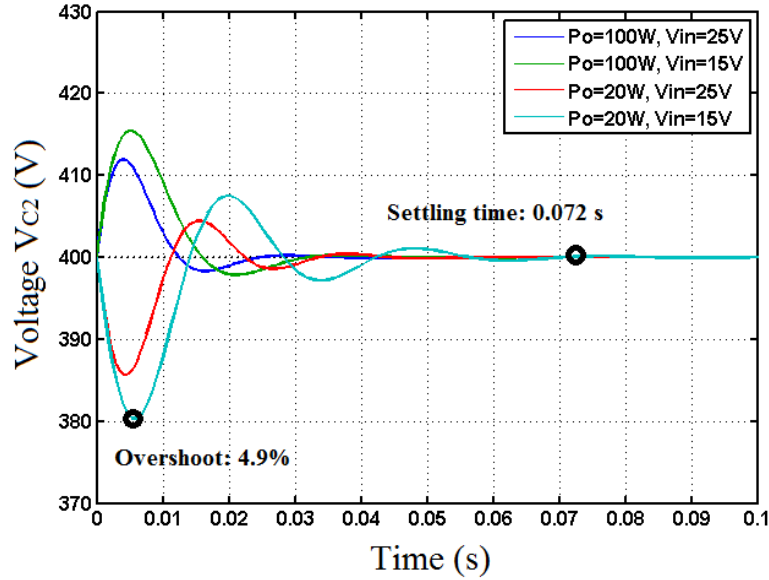 430
420
410
400
390
380
370
Voltage VC2 (V)
Po=100W, Vin=25V
Po=100W, Vin=15V
Po=20W, Vin=25V
Po=20W, Vin=15V
Settling time: 0.072 s
Overshoot: 4.9%
0 0.01 0.02 0.03 0.04 0.05 0.06 0.07 0.08 0.09 0.1
Time (s)